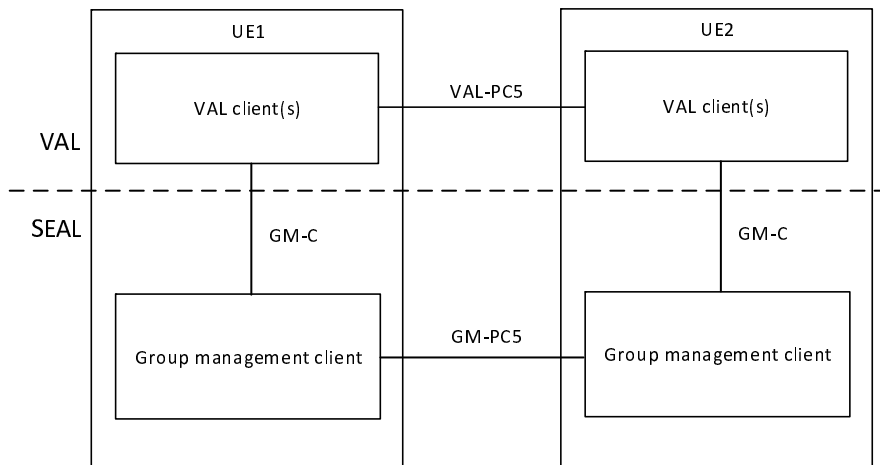 UE1
UE2
VAL client(s)
VAL-PC5
VAL client(s)
VAL
SEAL
GM-C
GM-C
Group management client
GM-PC5
Group management client